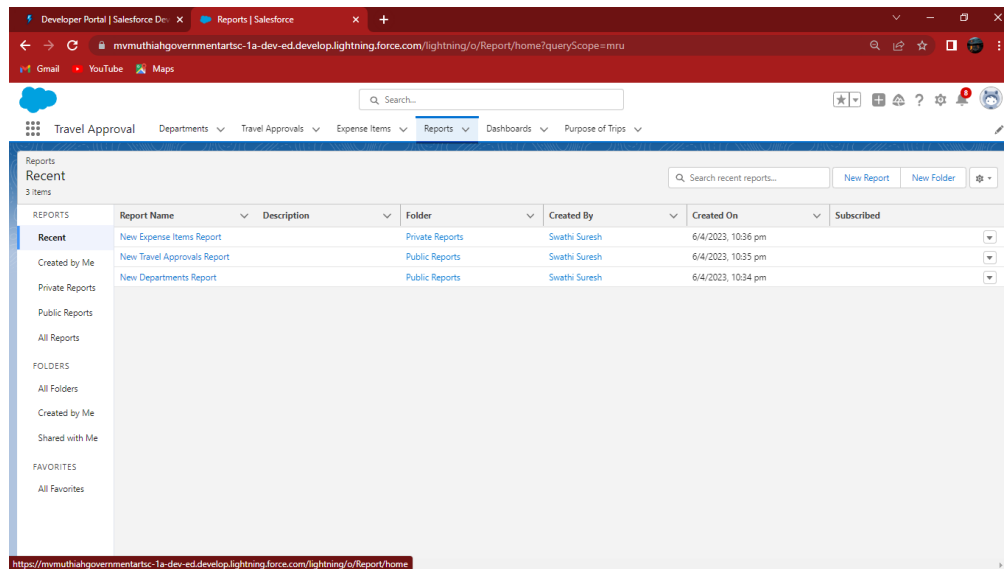 Developer Portal | Salesforce Dev
Reports | Salesforce
mvmuthiahgovernmentartsc-1a-dev-ed.develop.lightning.force.com/lightning/o/Report/home?queryScope=mru
Gmail YouTube Maps
Search...
8
Travel Approval Departments Travel Approvals Expense Items Reports Dashboards Purpose of Trips
Reports
Recent
3 items
Search recent reports...
New Report New Folder
REPORTS Report Name Description Folder Created By Created On Subscribed
Recent New Expense Items Report Private Reports Swathi Suresh 6/4/2023, 10:36 pm
Created by Me New Travel Approvals Report Public Reports Swathi Suresh 6/4/2023, 10:35 pm
New Departments Report Public Reports Swathi Suresh 6/4/2023, 10:34 pm
Private Reports
Public Reports
All Reports
FOLDERS
All Folders
Created by Me
Shared with Me
FAVORITES
All Favorites
https://mvmuthiahgovernmentartsc-1a-dev-ed.develop.lightning.force.com/lightning/o/Report/home